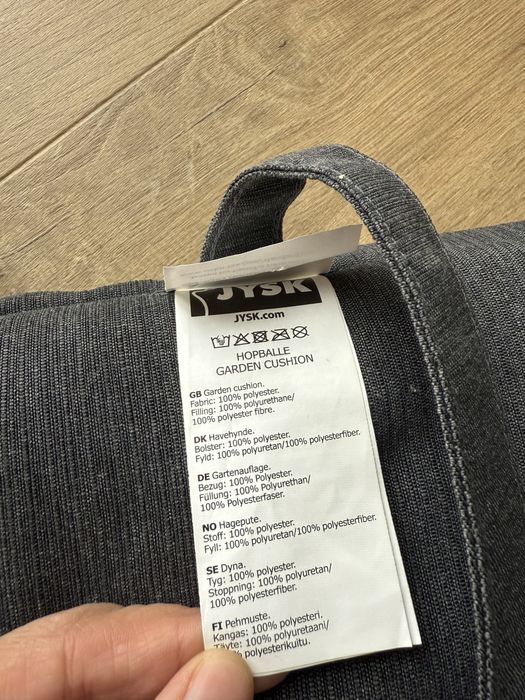 JYSK
JYSK.com
HOPBALLE
GARDEN CUSHION
GB Garden cushion.
Fabric: 100% polyester.
Filling: 100% polyurethane/
100% polyester fibre.
DK Havehynde.
Bolster: 100% polyester.
Fyld: 100% polyuretan/100% polyesterfiber.
DE Gartenauflage.
Bezug: 100% Polyester.
Füllung: 100% Polyurethan/
100% Polyesterfaser.
NO Hagepute.
Stoff: 100% polyester.
Fyll: 100% polyuretan/100% polyesterfiber.
SE Dyna.
Tyg: 100% polyester.
Stoppning: 100% polyuretan/
100% polyesterfiber.
FI Pehmuste.
Kangas: 100% polyesteri.
Täyte: 100% polyuretaani/
polyesterikuitu.